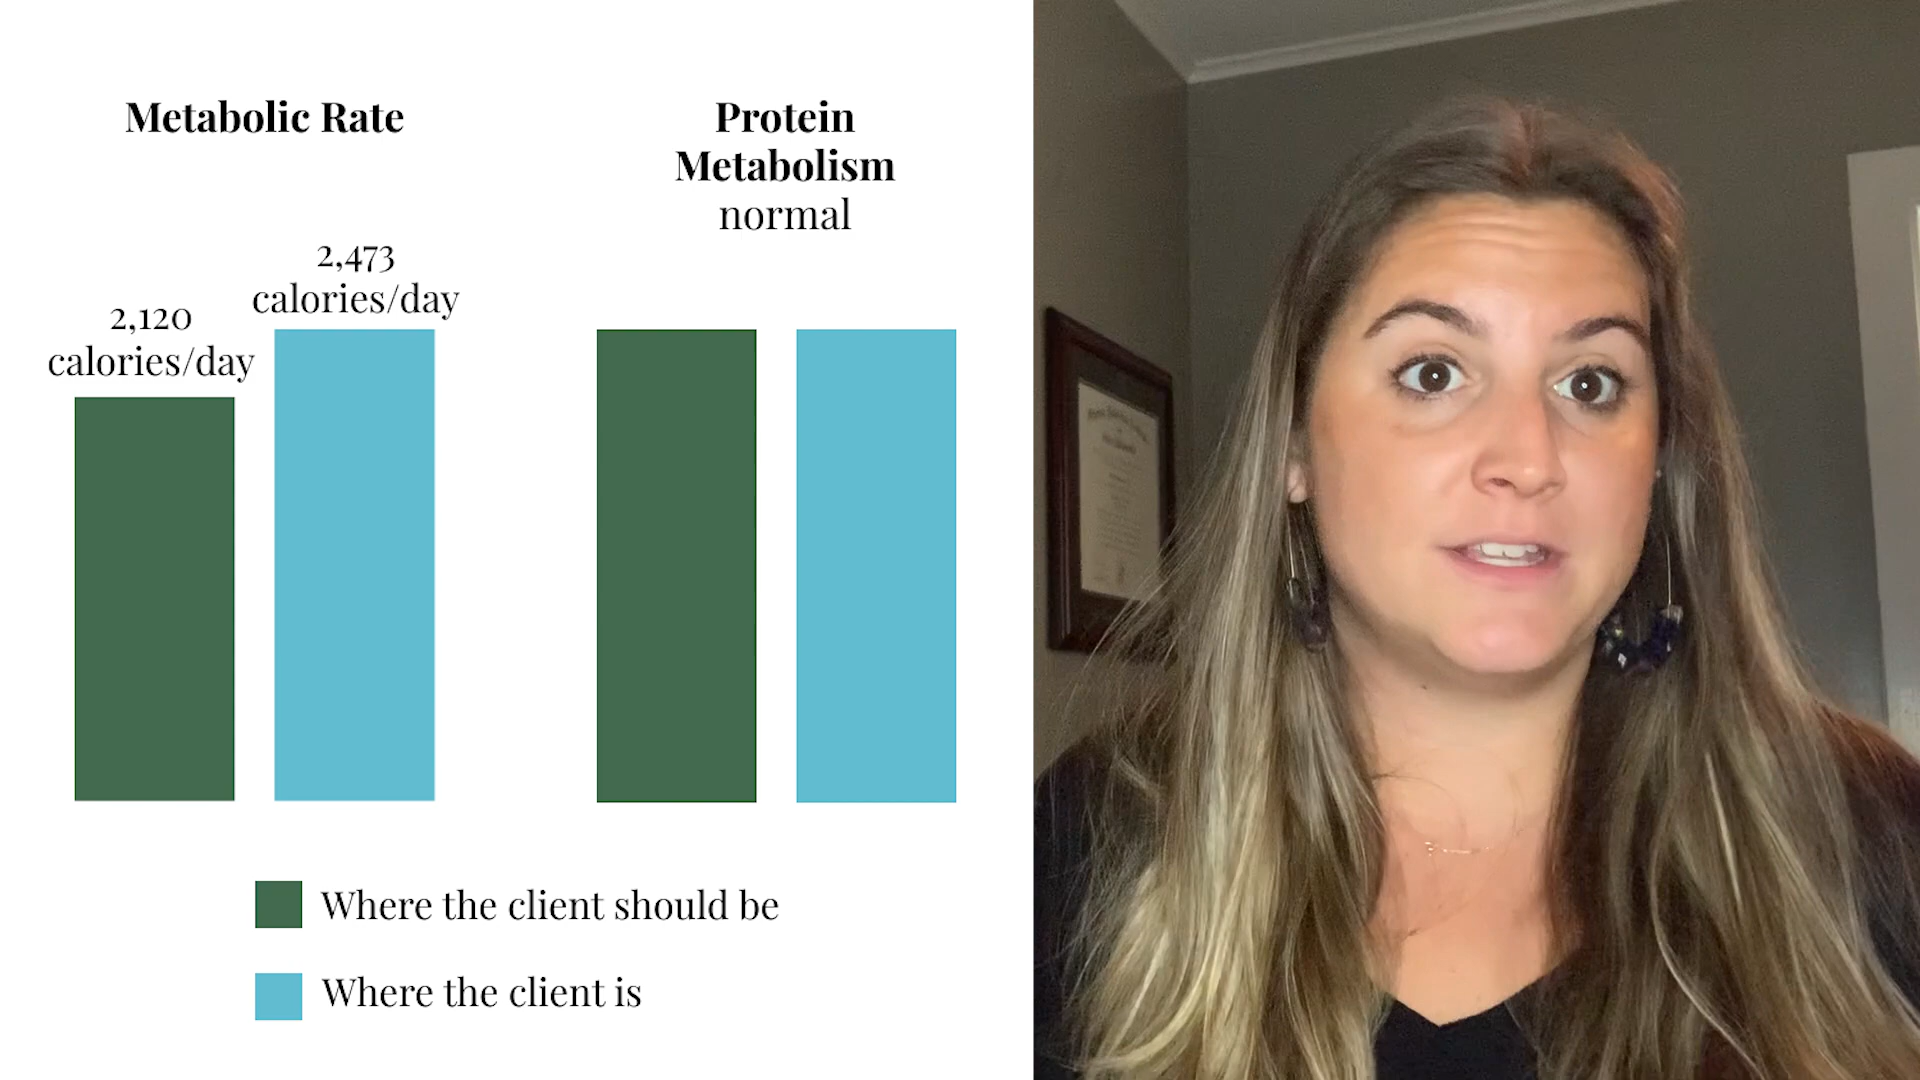 Metabolic Rate
2,120
calories/day
2,473
calories/day
Protein
Metabolism
normal
Where the client should be
Where the client is